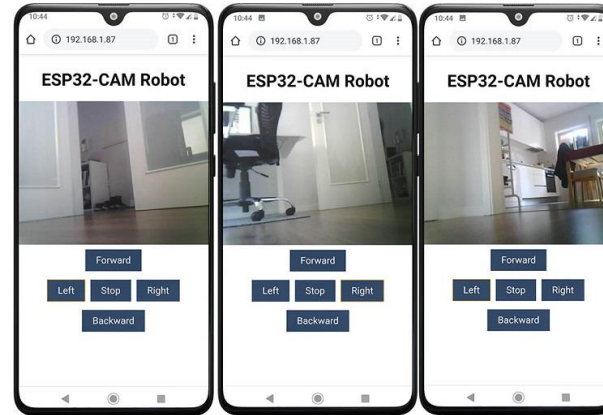 10:44
192.168.1.87
1
ESP32-CAM Robot
Forward
Left Stop Right
Backward
10:44
192.168.1.87
1
ESP32-CAM Robot
Forward
Left Stop Right
Backward
10:44
192.168.1.87
1
ESP32-CAM Robot
Forward
Left Stop Right
Backward